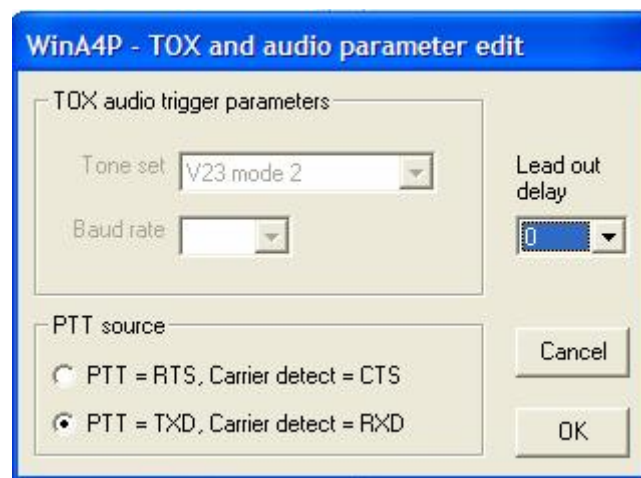 WinA4P - TOX and audio parameter edit
TOX audio trigger parameters
Tone set V23 mode 2
Baud rate
Lead out
delay
0
PTT source
PTT = RTS, Carrier detect = CTS
PTT = TXD, Carrier detect = RXD
Cancel
OK